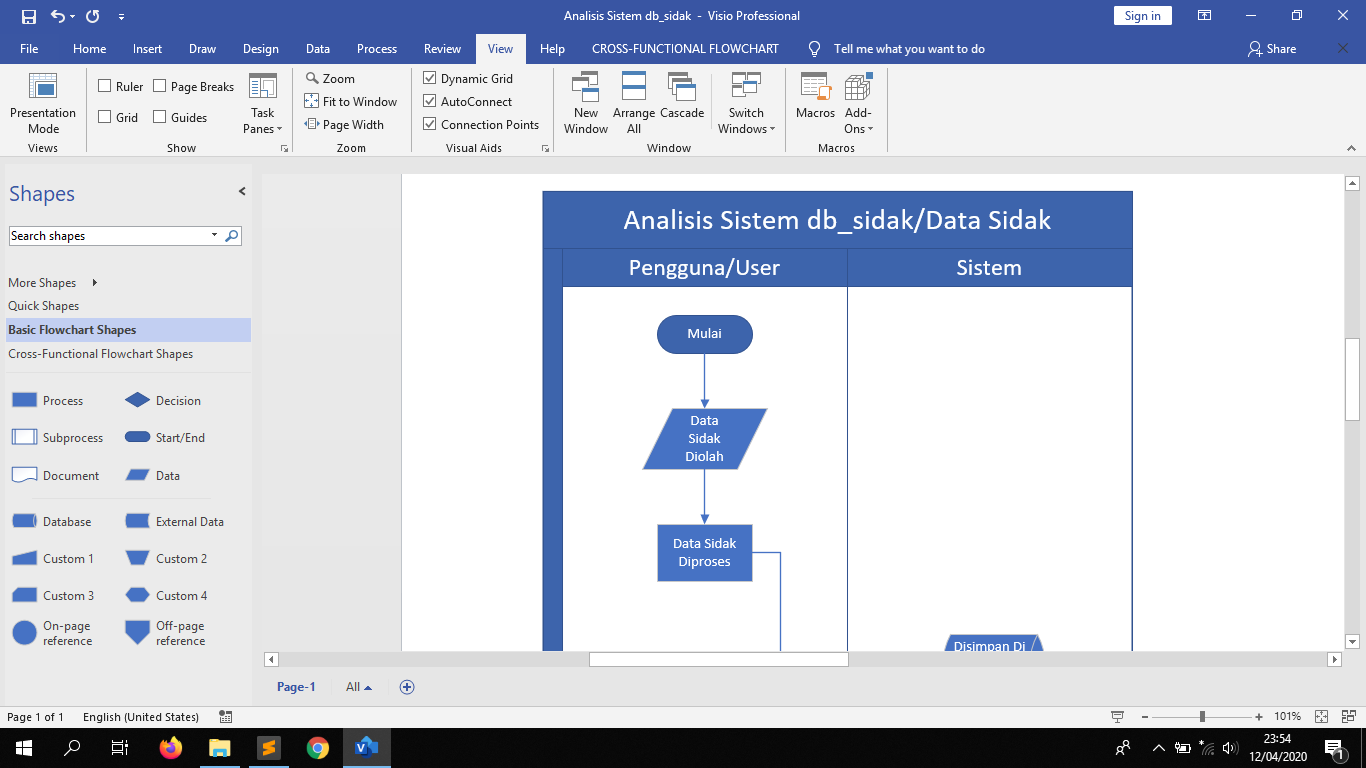 Analisis Sistem db_sidak - Visio Professional
Sign in
File Home Insert Draw Design Data Process Review View Help CROSS-FUNCTIONAL FLOWCHART Tell me what you want to do Share
Presentation Mode
Views
Ruler Page Breaks
Grid Guides
Task Panes
Show
Zoom
Fit to Window
Page Width
Zoom
Dynamic Grid
AutoConnect
Connection Points
Visual Aids
New Window
Arrange All
Cascade
Switch Windows
Window
Macros
Add-Ons
Macros
Shapes
Search shapes
More Shapes
Quick Shapes
Basic Flowchart Shapes
Cross-Functional Flowchart Shapes
Process Decision
Subprocess Start/End
Document Data
Database External Data
Custom 1 Custom 2
Custom 3 Custom 4
On-page reference
Off-page reference
Analisis Sistem db_sidak/Data Sidak
Pengguna/User Sistem
Mulai
Data
Sidak
Diolah
Data Sidak
Diproses
Disimpan Di
Page-1 All
Page 1 of 1 English (United States) 101%
23:54
12/04/2020
1